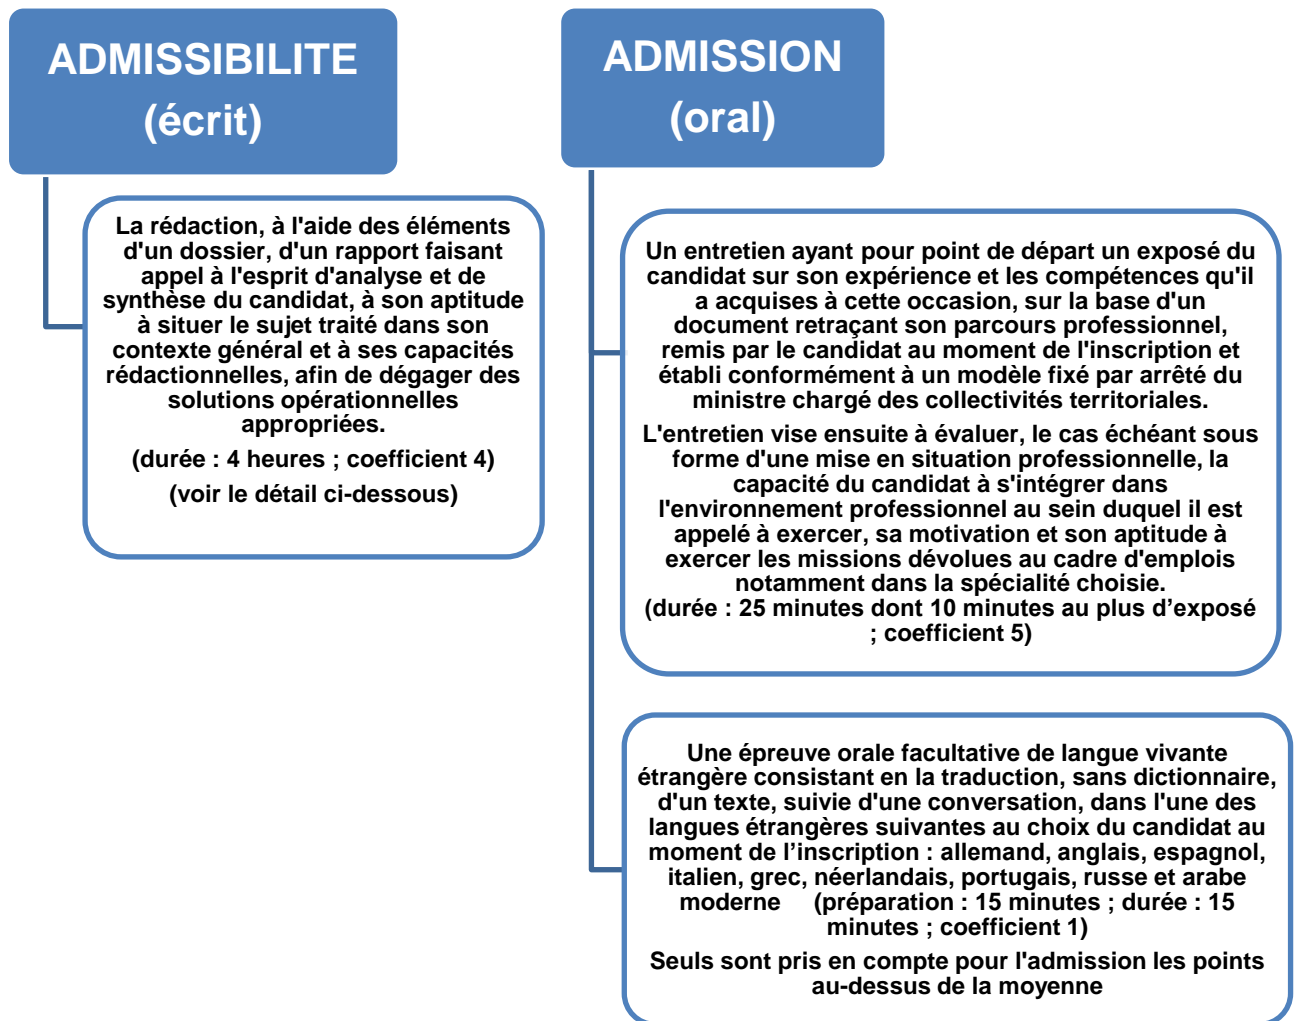 ADMISSIBILITE
(écrit)
La rédaction, à l'aide des éléments
d'un dossier, d'un rapport faisant
appel à l'esprit d'analyse et de
synthèse du candidat, à son aptitude
à situer le sujet traité dans son
contexte général et à ses capacités
rédactionnelles, afin de dégager des
solutions opérationnelles
appropriées.
(durée : 4 heures ; coefficient 4)
(voir le détail ci-dessous)
ADMISSION
(oral)
Un entretien ayant pour point de départ un exposé du
candidat sur son expérience et les compétences qu'il
a acquises à cette occasion, sur la base d'un
document retraçant son parcours professionnel,
remis par le candidat au moment de l'inscription et
établi conformément à un modèle fixé par arrêté du
ministre chargé des collectivités territoriales.
L'entretien vise ensuite à évaluer, le cas échéant sous
forme d'une mise en situation professionnelle, la
capacité du candidat à s'intégrer dans
l'environnement professionnel au sein duquel il est
appelé à exercer, sa motivation et son aptitude à
exercer les missions dévolues au cadre d'emplois
notamment dans la spécialité choisie.
(durée : 25 minutes dont 10 minutes au plus d’exposé
; coefficient 5)
Une épreuve orale facultative de langue vivante
étrangère consistant en la traduction, sans dictionnaire,
d'un texte, suivie d'une conversation, dans l'une des
langues étrangères suivantes au choix du candidat au
moment de l’inscription : allemand, anglais, espagnol,
italien, grec, néerlandais, portugais, russe et arabe
moderne (préparation : 15 minutes ; durée : 15
minutes ; coefficient 1)
Seuls sont pris en compte pour l'admission les points
au-dessus de la moyenne